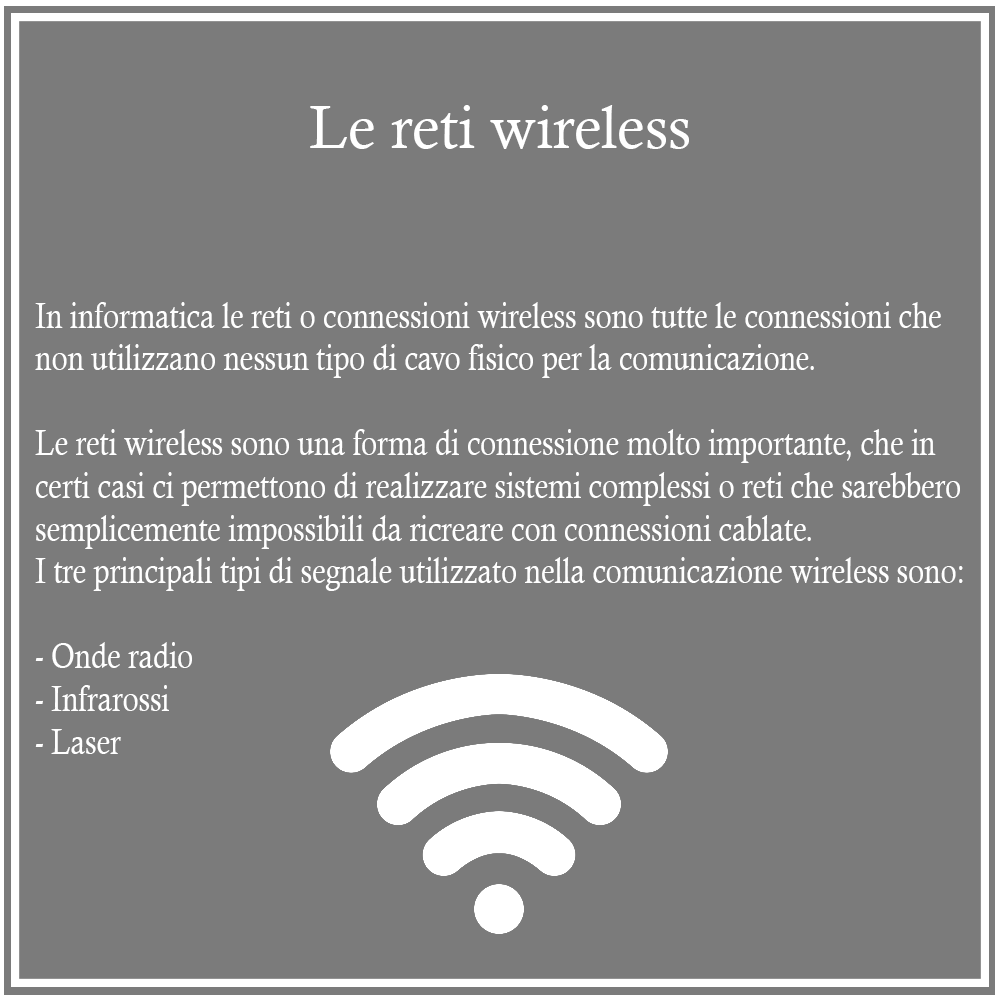 Le reti wireless
In informatica le reti o connessioni wireless sono tutte le connessioni che
non utilizzano nessun tipo di cavo fisico per la comunicazione.
Le reti wireless sono una forma di connessione molto importante, che in
certi casi ci permettono di realizzare sistemi complessi o reti che sarebbero
semplicemente impossibili da ricreare con connessioni cablate.
I tre principali tipi di segnale utilizzato nella comunicazione wireless sono:
- Onde radio
- Infrarossi
- Laser